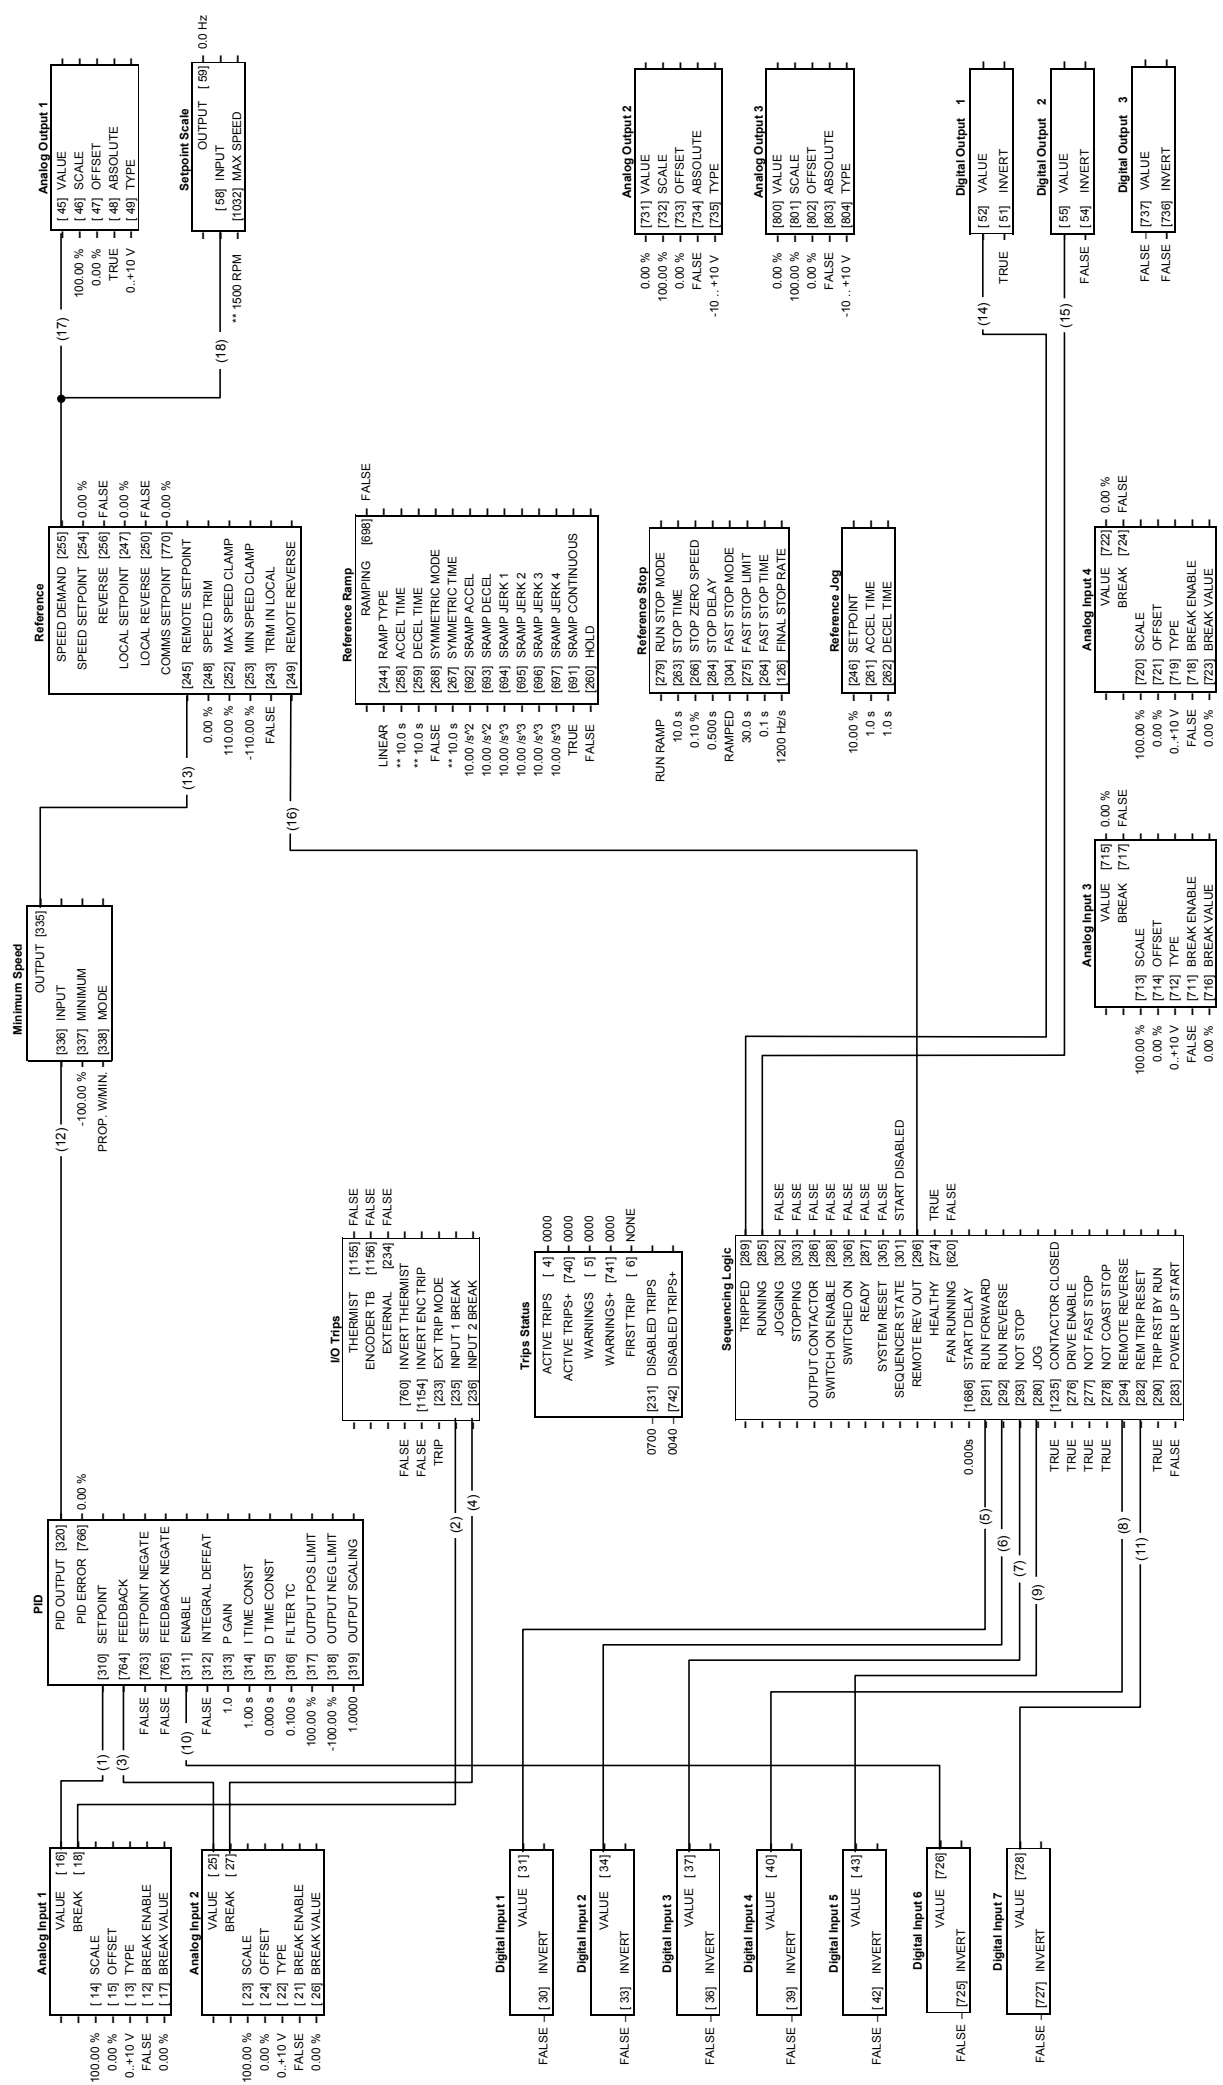 Analog Input 1
VALUE [ 16]
BREAK [ 18]
100.00 % [ 14] SCALE
0.00 % [ 15] OFFSET
0..+10 V [ 13] TYPE
FALSE [ 12] BREAK ENABLE
0.00 % [ 17] BREAK VALUE
Analog Input 2
VALUE [ 25]
BREAK [ 27]
100.00 % [ 23] SCALE
0.00 % [ 24] OFFSET
0..+10 V [ 22] TYPE
FALSE [ 21] BREAK ENABLE
0.00 % [ 26] BREAK VALUE
Digital Input 1
VALUE [ 31]
FALSE [ 30] INVERT
Digital Input 2
VALUE [ 34]
FALSE [ 33] INVERT
Digital Input 3
VALUE [ 37]
FALSE [ 36] INVERT
Digital Input 4
VALUE [ 40]
FALSE [ 39] INVERT
Digital Input 5
VALUE [ 43]
FALSE [ 42] INVERT
Digital Input 6
VALUE [726]
FALSE [725] INVERT
Digital Input 7
VALUE [728]
FALSE [727] INVERT
(1)
(3)
(10)
PID
PID OUTPUT [320]
PID ERROR [766] 0.00 %
[310] SETPOINT
[764] FEEDBACK
FALSE [763] SETPOINT NEGATE
FALSE [765] FEEDBACK NEGATE
[311] ENABLE
FALSE [312] INTEGRAL DEFEAT
1.0 [313] P GAIN
1.00 s [314] I TIME CONST
0.000 s [315] D TIME CONST
0.100 s [316] FILTER TC
100.00 % [317] OUTPUT POS LIMIT
-100.00 % [318] OUTPUT NEG LIMIT
1.0000 [319] OUTPUT SCALING
(2)
(4)
(5)
(6)
(7)
(9)
(8)
(11)
I/O Trips
THERMIST [1155] FALSE
ENCODER TB [1156] FALSE
EXTERNAL [234] FALSE
FALSE [760] INVERT THERMIST
FALSE [1154] INVERT ENC TRIP
TRIP [233] EXT TRIP MODE
[235] INPUT 1 BREAK
[236] INPUT 2 BREAK
Trips Status
ACTIVE TRIPS [ 4] 0000
ACTIVE TRIPS+ [740] 0000
WARNINGS [ 5] 0000
WARNINGS+ [741] 0000
FIRST TRIP [ 6] NONE
0700 [231] DISABLED TRIPS
0040 [742] DISABLED TRIPS+
Sequencing Logic
TRIPPED [289]
RUNNING [285]
JOGGING [302] FALSE
STOPPING [303] FALSE
OUTPUT CONTACTOR [286] FALSE
SWITCH ON ENABLE [288] FALSE
SWITCHED ON [306] FALSE
READY [287] FALSE
SYSTEM RESET [305] FALSE
SEQUENCER STATE [301] START DISABLED
REMOTE REV OUT [296]
HEALTHY [274] TRUE
FAN RUNNING [620] FALSE
0.000s [1686] START DELAY
[291] RUN FORWARD
[292] RUN REVERSE
[293] NOT STOP
[280] JOG
TRUE [1235] CONTACTOR CLOSED
TRUE [276] DRIVE ENABLE
TRUE [277] NOT FAST STOP
TRUE [278] NOT COAST STOP
[294] REMOTE REVERSE
[282] REM TRIP RESET
TRUE [290] TRIP RST BY RUN
FALSE [283] POWER UP START
(12)
Minimum Speed
OUTPUT [335]
[336] INPUT
-100.00 % [337] MINIMUM
PROP. W/MIN. [338] MODE
(13)
(16)
Reference
SPEED DEMAND [255]
SPEED SETPOINT [254] 0.00 %
REVERSE [256] FALSE
LOCAL SETPOINT [247] 0.00 %
LOCAL REVERSE [250] FALSE
COMMS SETPOINT [770] 0.00 %
[245] REMOTE SETPOINT
0.00 % [248] SPEED TRIM
110.00 % [252] MAX SPEED CLAMP
-110.00 % [253] MIN SPEED CLAMP
FALSE [243] TRIM IN LOCAL
[249] REMOTE REVERSE
Reference Ramp
RAMPING [698] FALSE
LINEAR [244] RAMP TYPE
** 10.0 s [258] ACCEL TIME
** 10.0 s [259] DECEL TIME
FALSE [268] SYMMETRIC MODE
** 10.0 s [267] SYMMETRIC TIME
10.00 /s^2 [692] SRAMP ACCEL
10.00 /s^2 [693] SRAMP DECEL
10.00 /s^3 [694] SRAMP JERK 1
10.00 /s^3 [695] SRAMP JERK 2
10.00 /s^3 [696] SRAMP JERK 3
10.00 /s^3 [697] SRAMP JERK 4
TRUE [691] SRAMP CONTINUOUS
FALSE [260] HOLD
Reference Stop
RUN RAMP [279] RUN STOP MODE
10.0 s [263] STOP TIME
0.10 % [266] STOP ZERO SPEED
0.500 s [284] STOP DELAY
RAMPED [304] FAST STOP MODE
30.0 s [275] FAST STOP LIMIT
0.1 s [264] FAST STOP TIME
1200 Hz/s [126] FINAL STOP RATE
Reference Jog
10.00 % [246] SETPOINT
1.0 s [261] ACCEL TIME
1.0 s [262] DECEL TIME
Analog Input 3
VALUE [715] 0.00 %
BREAK [717] FALSE
100.00 % [713] SCALE
0.00 % [714] OFFSET
0..+10 V [712] TYPE
FALSE [711] BREAK ENABLE
0.00 % [716] BREAK VALUE
Analog Input 4
VALUE [722] 0.00 %
BREAK [724] FALSE
100.00 % [720] SCALE
0.00 % [721] OFFSET
0..+10 V [719] TYPE
FALSE [718] BREAK ENABLE
0.00 % [723] BREAK VALUE
(17)
(18)
(14)
(15)
Analog Output 1
[ 45] VALUE
100.00 % [ 46] SCALE
0.00 % [ 47] OFFSET
TRUE [ 48] ABSOLUTE
0..+10 V [ 49] TYPE
Setpoint Scale
OUTPUT [ 59] 0.0 Hz
[ 58] INPUT
** 1500 RPM [1032] MAX SPEED
Analog Output 2
0.00 % [731] VALUE
100.00 % [732] SCALE
0.00 % [733] OFFSET
FALSE [734] ABSOLUTE
-10 .. +10 V [735] TYPE
Analog Output 3
0.00 % [800] VALUE
100.00 % [801] SCALE
0.00 % [802] OFFSET
FALSE [803] ABSOLUTE
-10 .. +10 V [804] TYPE
Digital Output 1
[52] VALUE
TRUE [51] INVERT
Digital Output 2
[55] VALUE
FALSE [54] INVERT
Digital Output 3
FALSE [737] VALUE
FALSE [736] INVERT